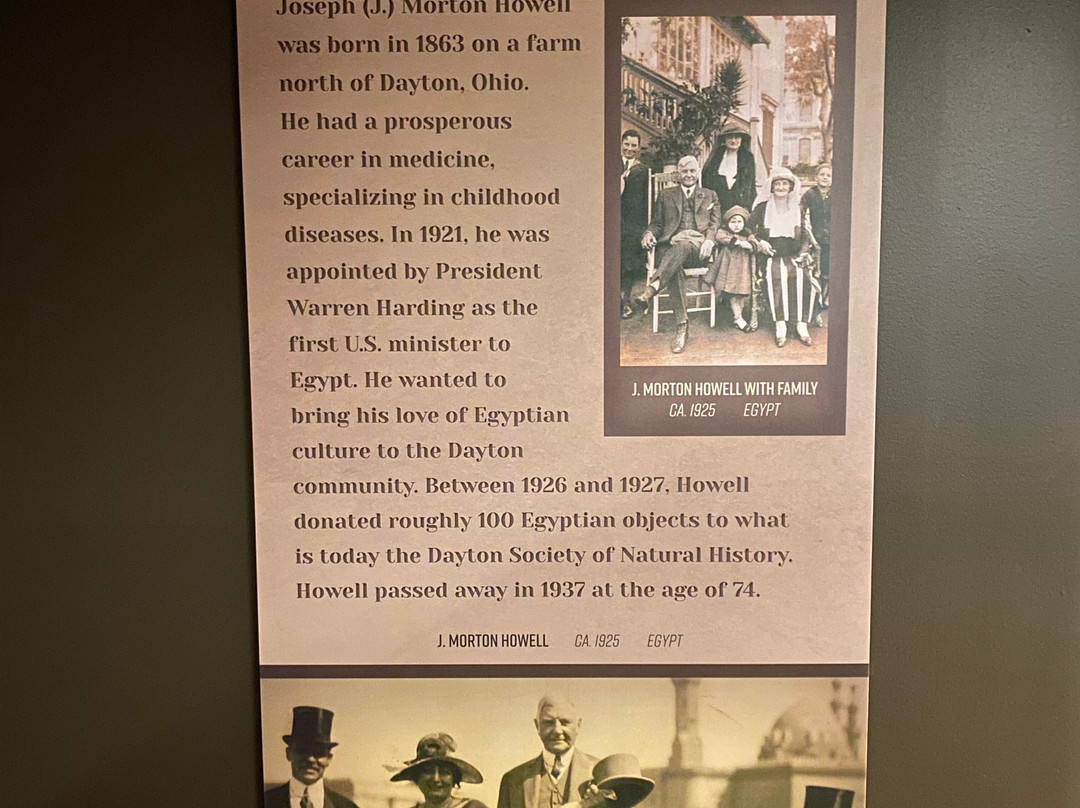 Joseph (J.) Morton Howell
was born in 1863 on a farm
north of Dayton, Ohio.
He had a prosperous
career in medicine,
specializing in childhood
diseases. In 1921, he was
appointed by President
Warren Harding as the
first U.S. minister to
Egypt. He wanted to
bring his love of Egyptian
culture to the Dayton
community. Between 1926 and 1927, Howell
donated roughly 100 Egyptian objects to what
is today the Dayton Society of Natural History.
Howell passed away in 1937 at the age of 74.
J. MORTON HOWELL WITH FAMILY
CA. 1925 EGYPT
J. MORTON HOWELL CA. 1925 EGYPT